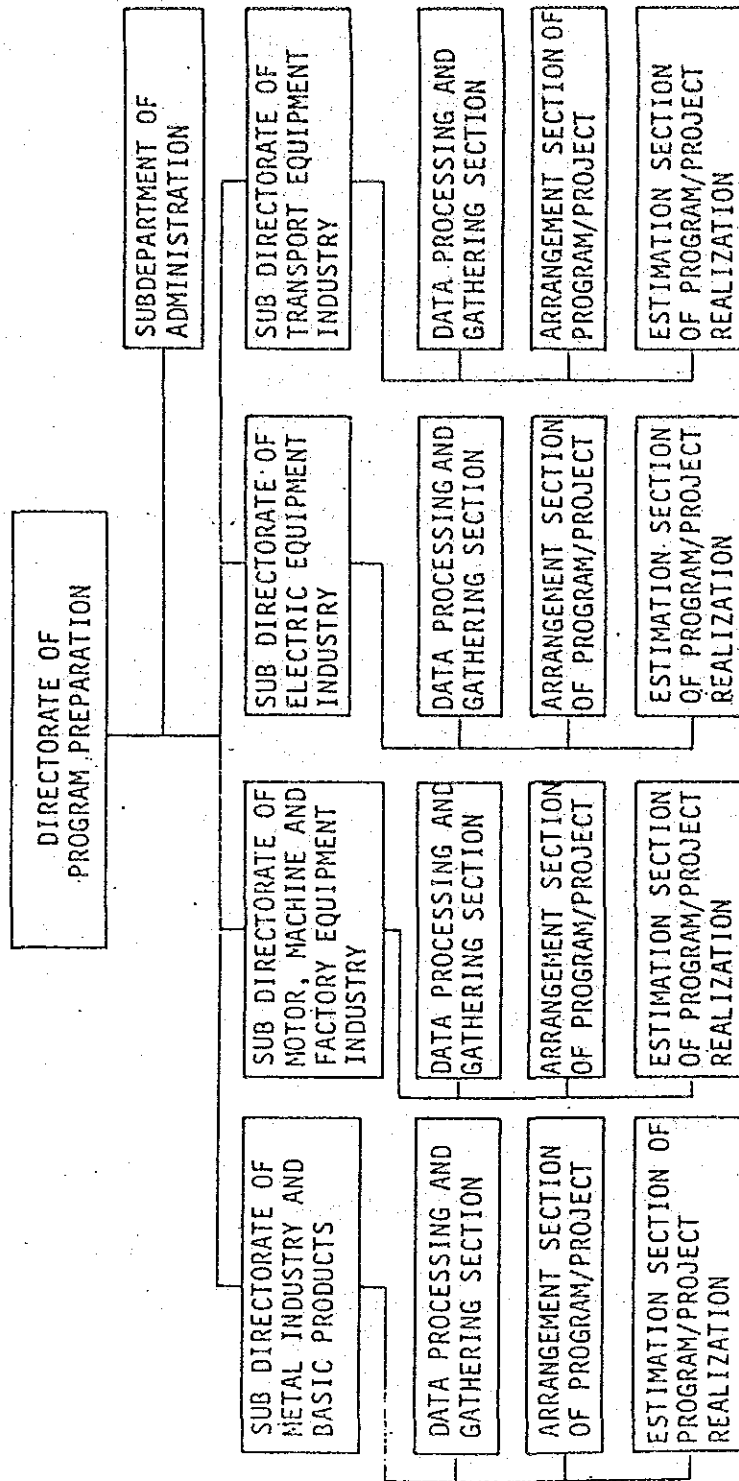 DIRECTORATE OF
PROGRAM PREPARATION
SUBDEPARTMENT OF
ADMINISTRATION
SUB DIRECTORATE OF
METAL INDUSTRY AND
BASIC PRODUCTS
SUB DIRECTORATE OF
MOTOR, MACHINE AND
FACTORY EQUIPMENT
INDUSTRY
SUB DIRECTORATE OF
ELECTRIC EQUIPMENT
INDUSTRY
SUB DIRECTORATE OF
TRANSPORT EQUIPMENT
INDUSTRY
DATA PROCESSING AND
GATHERING SECTION
DATA PROCESSING AND
GATHERING SECTION
DATA PROCESSING AND
GATHERING SECTION
DATA PROCESSING AND
GATHERING SECTION
ARRANGEMENT SECTION
OF PROGRAM/PROJECT
ARRANGEMENT SECTION
OF PROGRAM/PROJECT
ARRANGEMENT SECTION
OF PROGRAM/PROJECT
ARRANGEMENT SECTION OF
PROGRAM/PROJECT
ESTIMATION SECTION OF
PROGRAM/PROJECT
REALIZATION
ESTIMATION SECTION
OF PROGRAM/PROJECT
REALIZATION
ESTIMATION SECTION
OF PROGRAM/PROJECT
REALIZATION
ESTIMATION SECTION
OF PROGRAM/PROJECT
REALIZATION